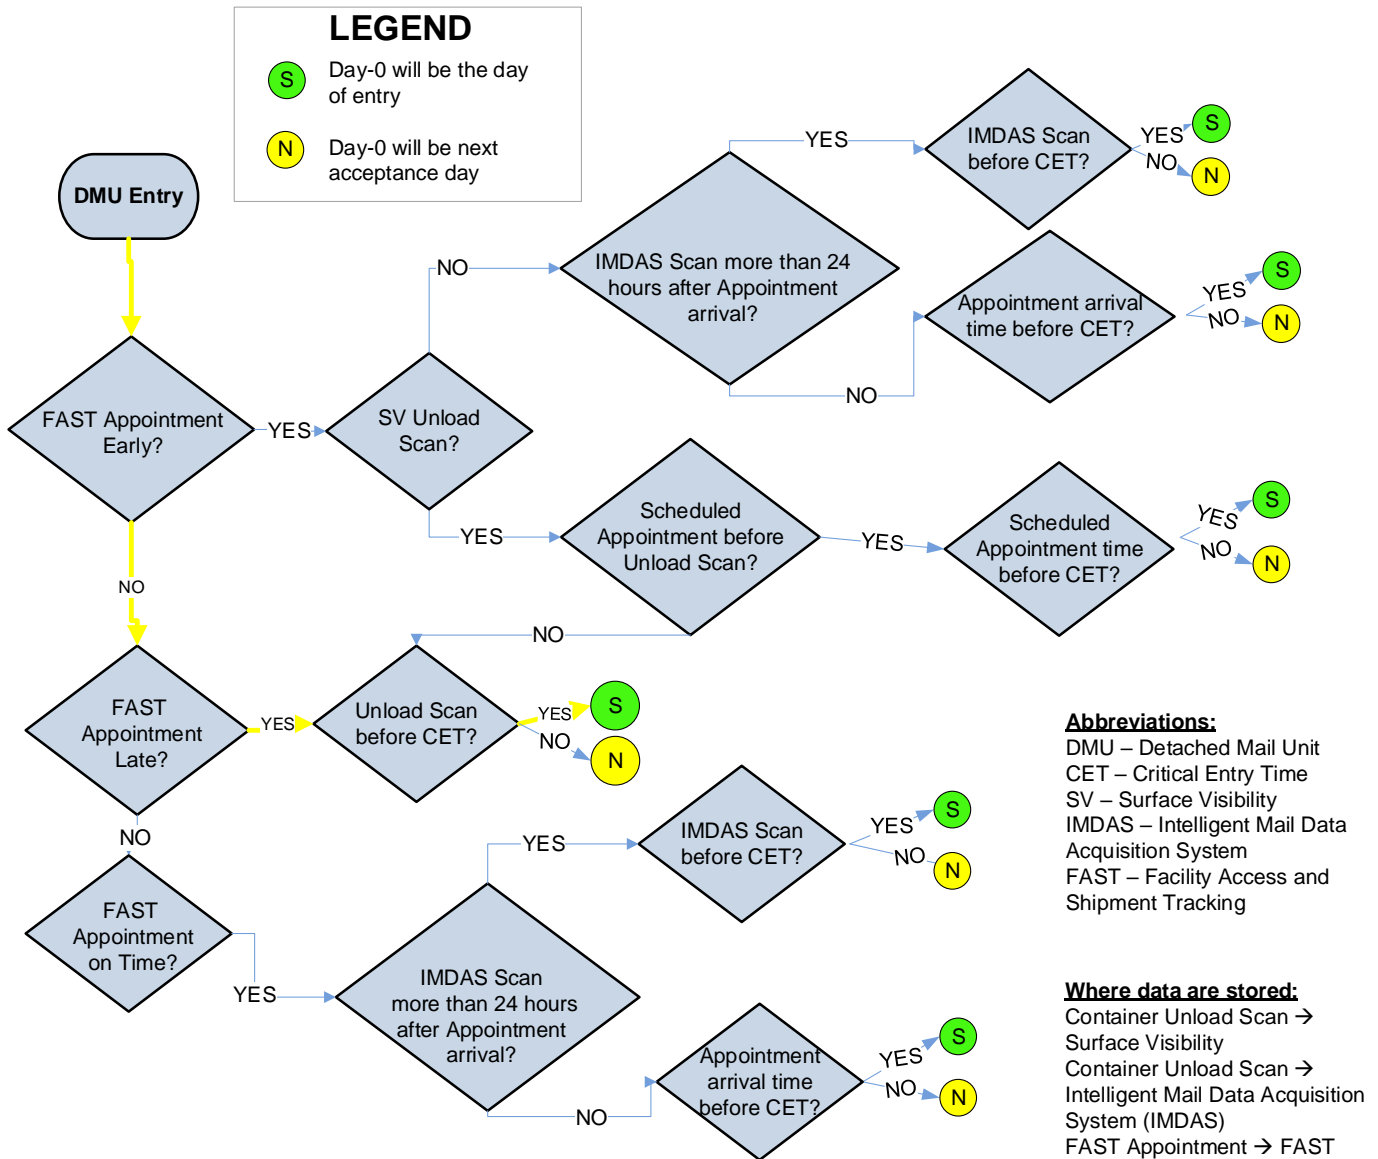 LEGEND
S
Day-0 will be the day
of entry
N
Day-0 will be next
acceptance day
DMU Entry
FAST Appointment
Early?
YES
NO
SV Unload
Scan?
NO
YES
IMDAS Scan more than 24
hours after Appointment
arrival?
YES
NO
IMDAS Scan
before CET?
YES
S
NO
N
Appointment arrival
time before CET?
YES
S
NO
N
Scheduled
Appointment before
Unload Scan?
YES
NO
Scheduled
Appointment time
before CET?
YES
S
NO
N
FAST
Appointment
Late?
YES
NO
Unload Scan
before CET?
YES
S
NO
N
FAST
Appointment
on Time?
YES
IMDAS Scan
more than 24 hours
after Appointment
arrival?
YES
NO
IMDAS Scan
before CET?
YES
S
NO
N
Appointment
arrival time
before CET?
YES
S
NO
N
Abbreviations:
DMU – Detached Mail Unit
CET – Critical Entry Time
SV – Surface Visibility
IMDAS – Intelligent Mail Data
Acquisition System
FAST – Facility Access and
Shipment Tracking
Where data are stored:
Container Unload Scan →
Surface Visibility
Container Unload Scan →
Intelligent Mail Data Acquisition
System (IMDAS)
FAST Appointment → FAST